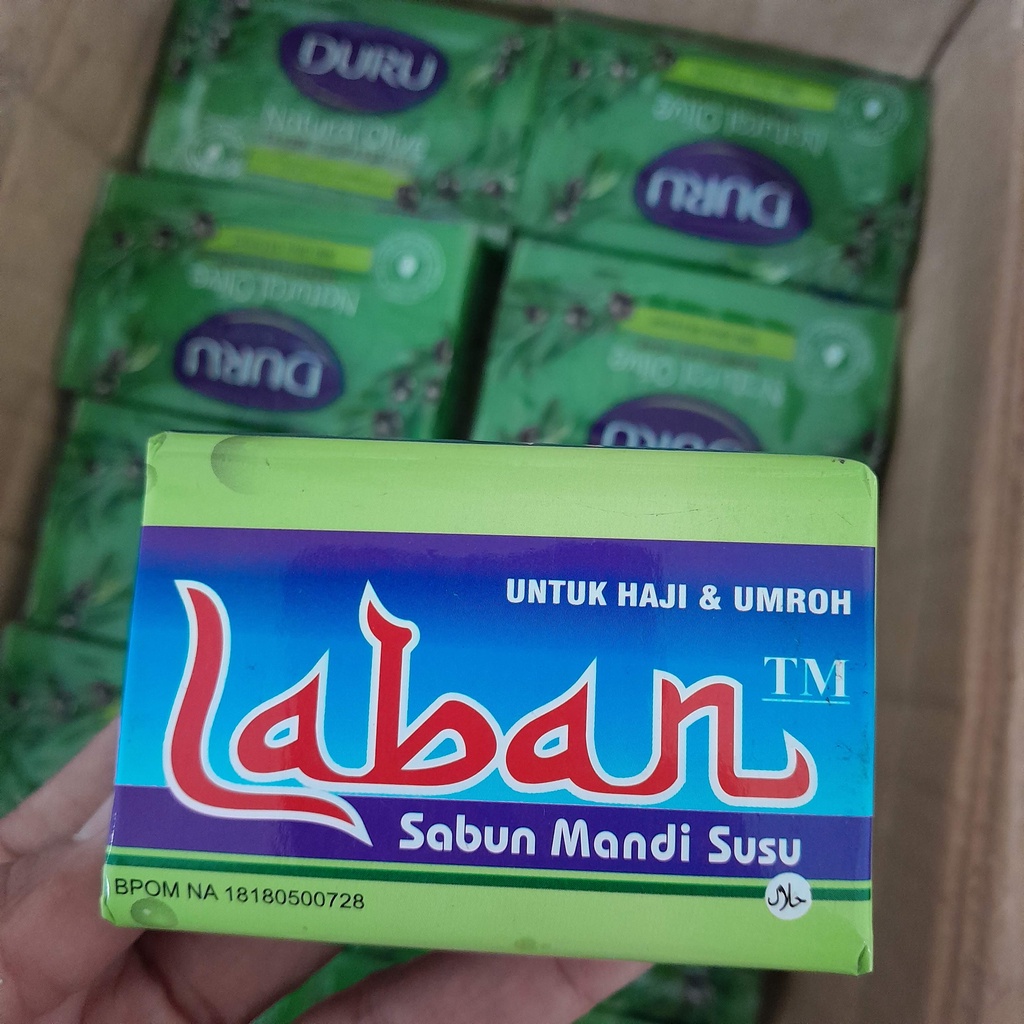 DURU
Natural Olive
Natural Olive
DURU
Natural Olive
DURU
Natural Olive
DURU
UNTUK HAJI & UMROH
Laban TM
Sabun Mandi Susu
BPOM NA 18180500728
حلال